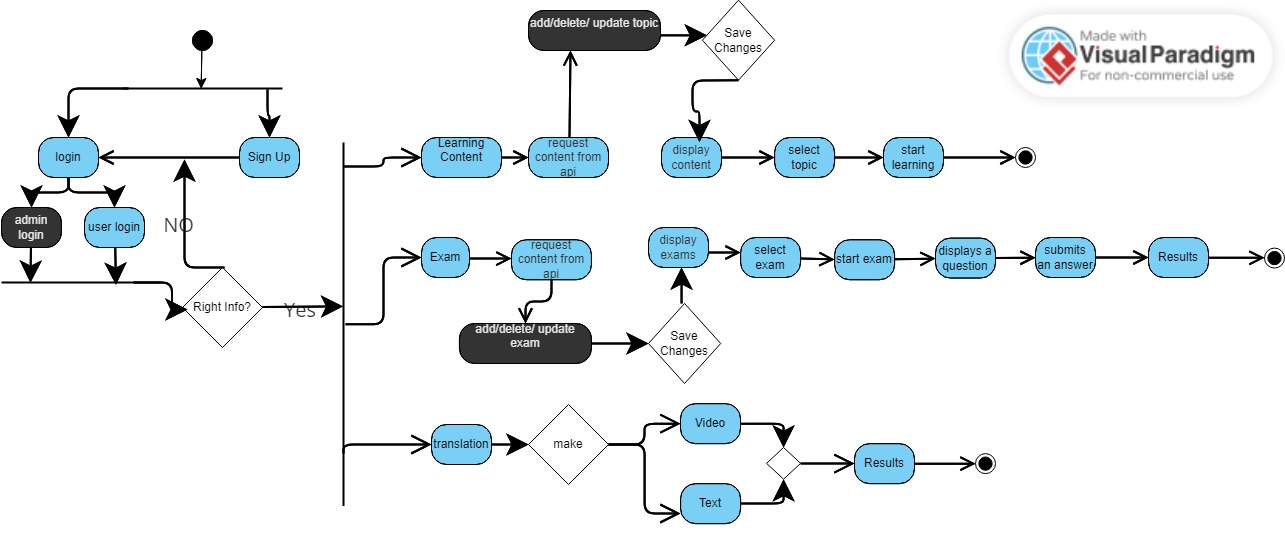 add/delete/ update topic
Save
Changes
Made with
Visual Paradigm
For non-commercial use
login
Sign Up
Learning
Content
request
content from
api
display
content
select
topic
start
learning
admin
login
user login
NO
Exam
request
content from
api
display
exams
select
exam
start exam
displays a
question
submits
an answer
Results
Right Info?
Yes
add/delete/ update
exam
Save
Changes
translation
make
Video
Text
Results